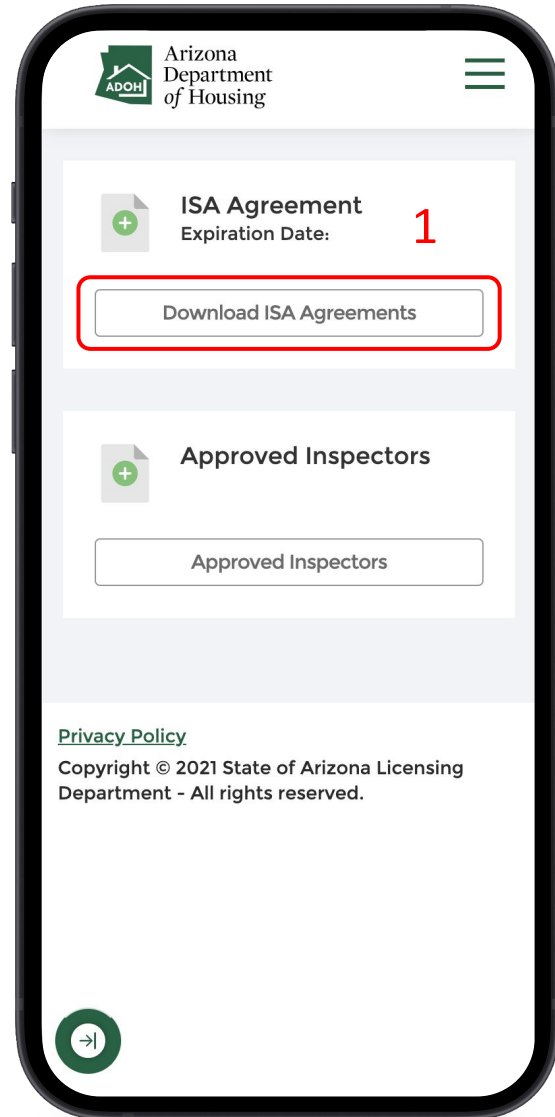 Arizona
Department
of Housing
ADOH
ISA Agreement
Expiration Date:
1
Download ISA Agreements
Approved Inspectors
Approved Inspectors
Privacy Policy
Copyright © 2021 State of Arizona Licensing
Department - All rights reserved.